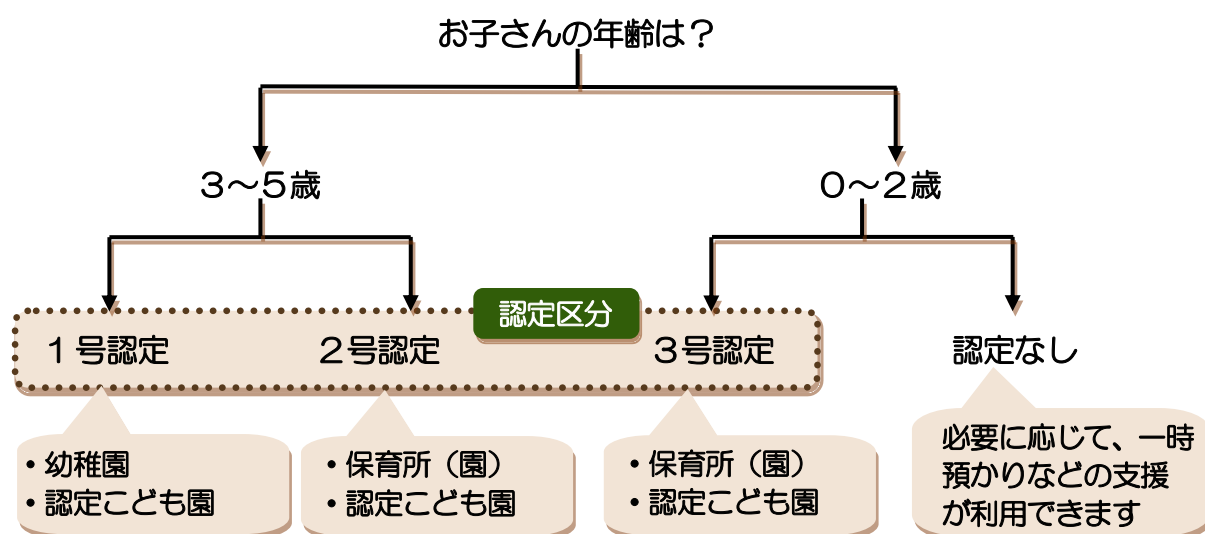 お子さんの年齢は？
３～５歳
０～２歳
認定区分
１号認定
２号認定
３号認定
認定なし
・幼稚園
・認定こども園
・保育所（園）
・認定こども園
・保育所（園）
・認定こども園
必要に応じて、一時
預かりなどの支援
が利用できます